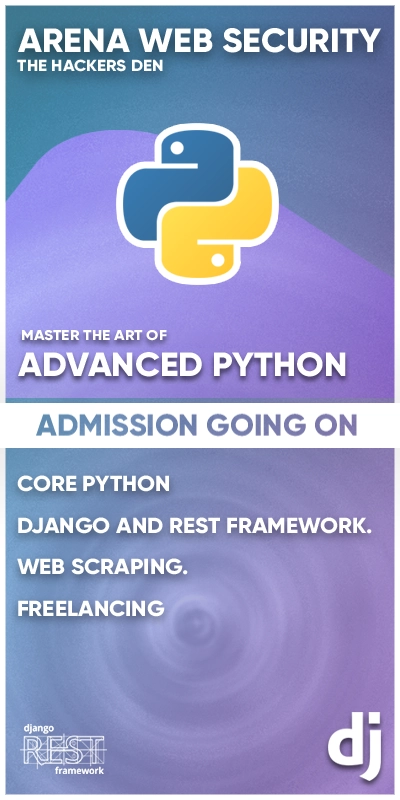 ARENA WEB SECURITY
THE HACKERS DEN
MASTER THE ART OF
ADVANCED PYTHON
ADMISSION GOING ON
CORE PYTHON
DJANGO AND REST FRAMEWORK.
WEB SCRAPING.
FREELANCING
django
REST
framework
dj